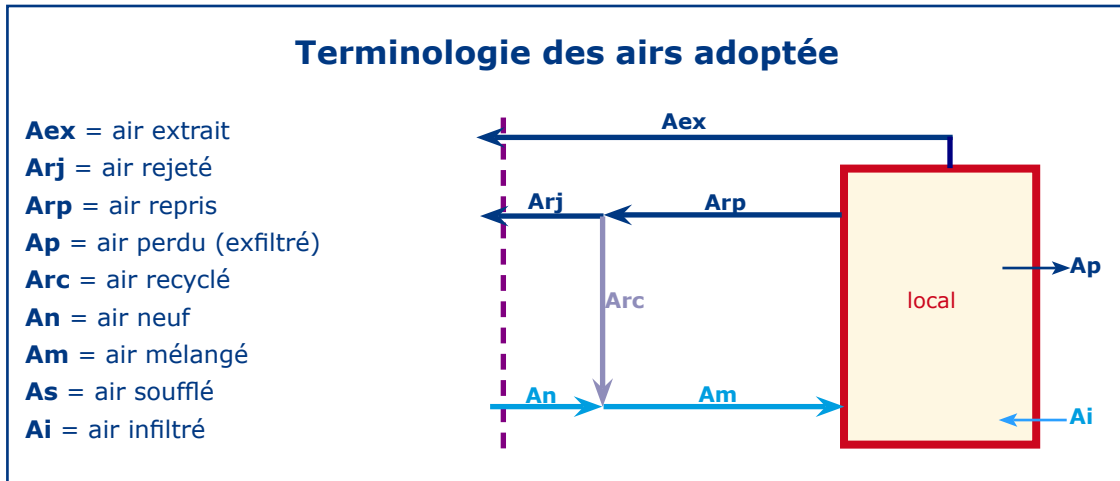 Terminologie des airs adoptée
Aex = air extrait
Arj = air rejeté
Arp = air repris
Ap = air perdu (exfiltré)
Arc = air recyclé
An = air neuf
Am = air mélangé
As = air soufflé
Ai = air infiltré
Aex
Arj
Arp
Ap
Arc
local
An
Am
Ai